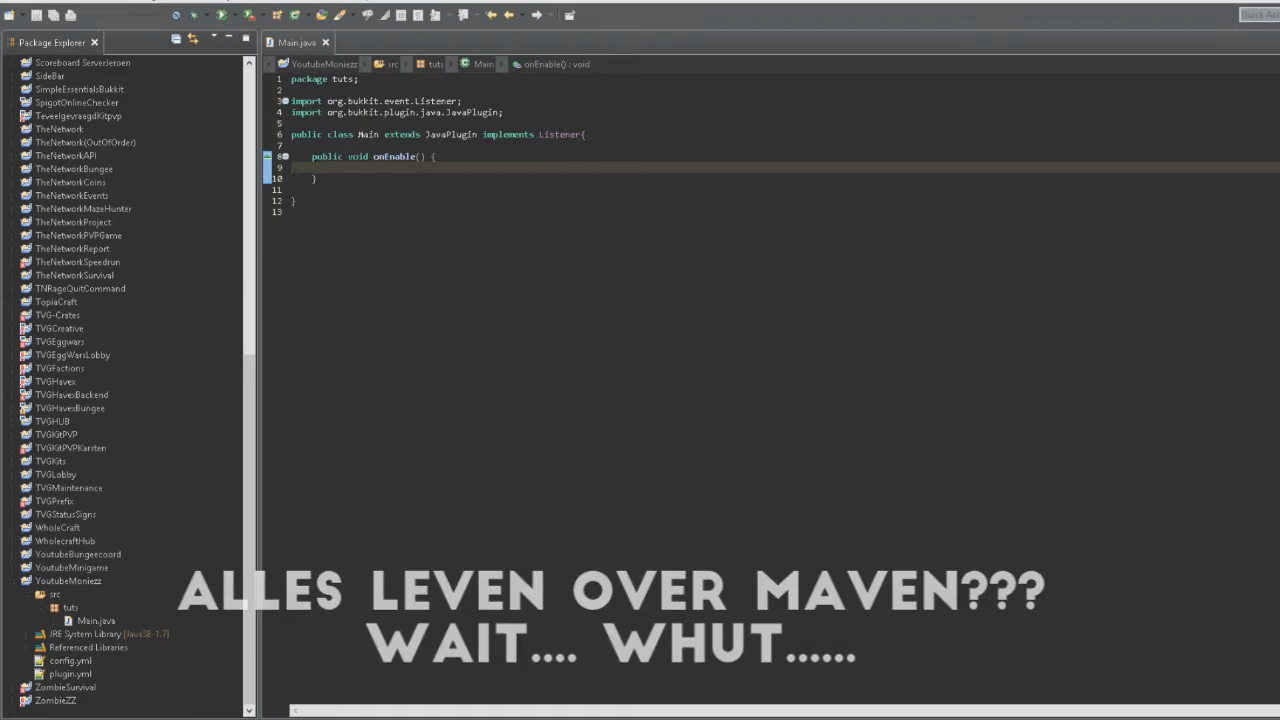 Quick Acc
Package Explorer
Main.java
Scoreboard ServerJeroen
SideBar
SimpleEssentialsBukkit
SpigotOnlineChecker
TeveelgevraagdKitpvp
TheNetwork
TheNetwork(OutOfOrder)
TheNetworkAPI
TheNetworkBungee
TheNetworkCoins
TheNetworkEvents
TheNetworkMazeHunter
TheNetworkProject
TheNetworkPVPGame
TheNetworkReport
TheNetworkSpeedrun
TheNetworkSurvival
TNRageQuitCommand
TopiaCraft
TVG-Crates
TVGCreative
TVGEggwars
TVGEggWarsLobby
TVGFactions
TVGHavex
TVGHavexBackend
TVGHavexBungee
TVGHUB
TVGKitPVP
TVGKitPVPKarsten
TVGKits
TVGLobby
TVGMaintenance
TVGPrefix
TVGStatusSigns
WholeCraft
WholecraftHub
YoutubeBungeecoord
YoutubeMinigame
YoutubeMoniezz
src
tuts
Main.java
JRE System Library [JavaSE-1.7]
Referenced Libraries
config.yml
plugin.yml
ZombieSurvival
ZombieZZ
YoutubeMoniezz src tuts Main onEnable() : void
1 package tuts;
2
3 import org.bukkit.event.Listener;
4 import org.bukkit.plugin.java.JavaPlugin;
5
6 public class Main extends JavaPlugin implements Listener{
7
8 public void onEnable() {
9
10 }
11
12 }
13
ALLES LEVEN OVER MAVEN???
WAIT.... WHUT......